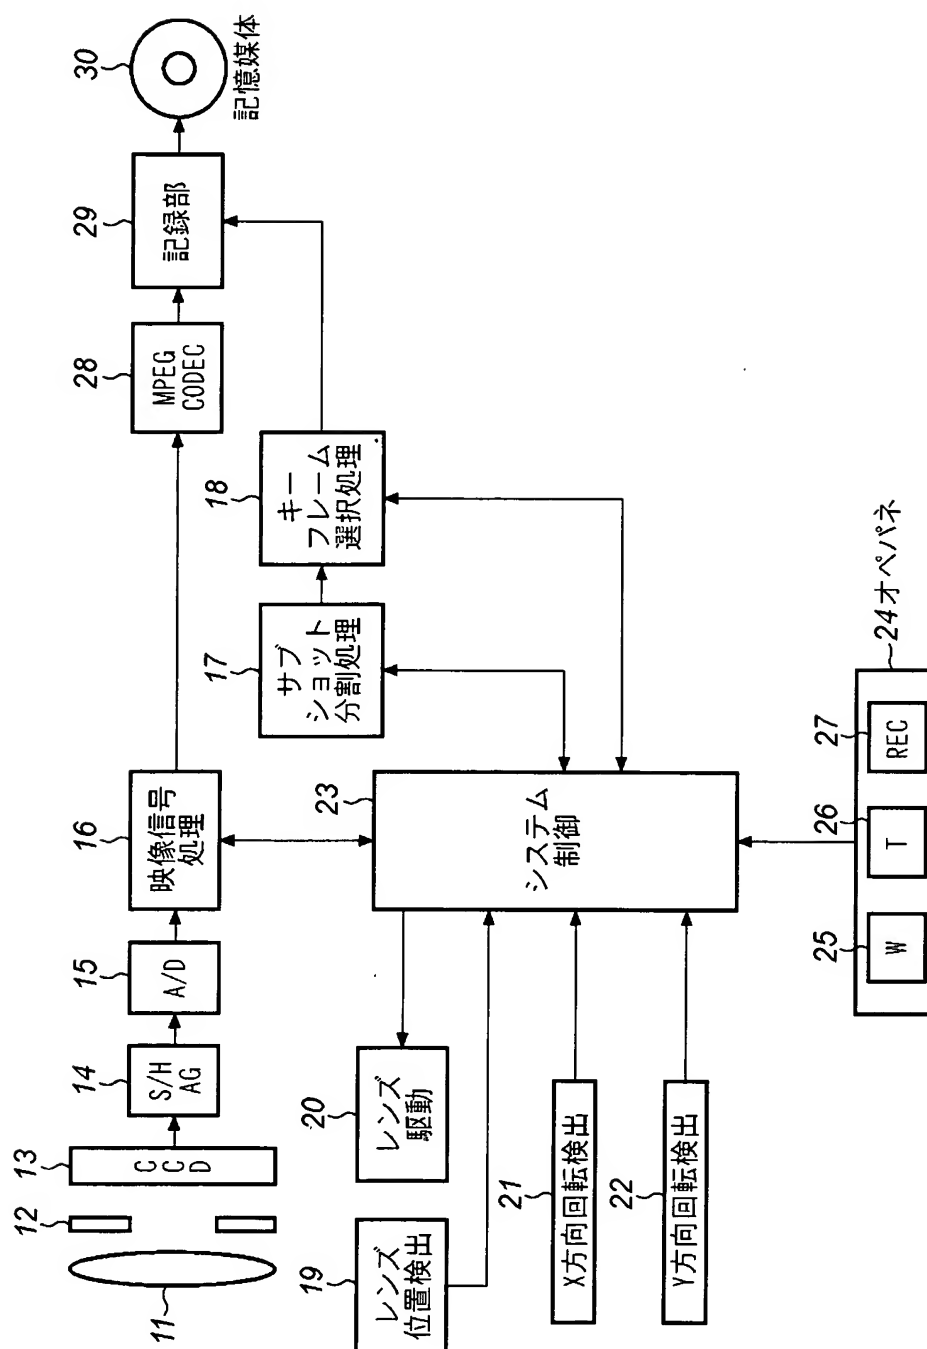 11
12
13
CCD
14
S/H
AG
15
A/D
16
映像信号
処理
28
MPEG
CODEC
29
記録部
30
記憶媒体
17
サブ
ショット
分割処理
18
キー
フレーム
選択処理
19
レンズ
位置検出
20
レンズ
駆動
21
X方向回転検出
22
Y方向回転検出
23
システム
制御
24オペパネ
25
W
26
T
27
REC